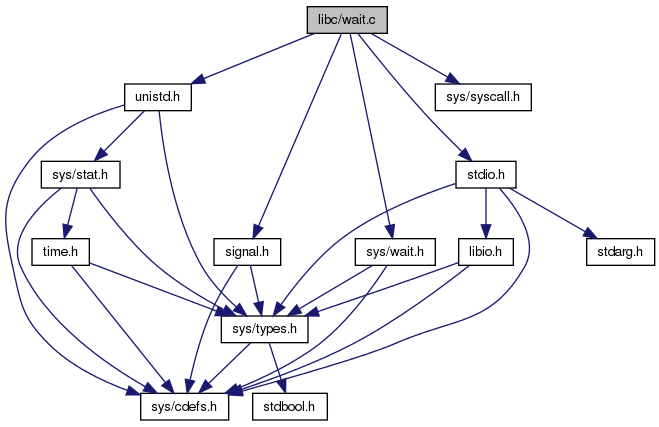 libc/wait.c
unistd.h
sys/syscall.h
sys/stat.h
stdio.h
time.h
signal.h
sys/wait.h
libio.h
stdarg.h
sys/types.h
sys/cdefs.h
stdbool.h